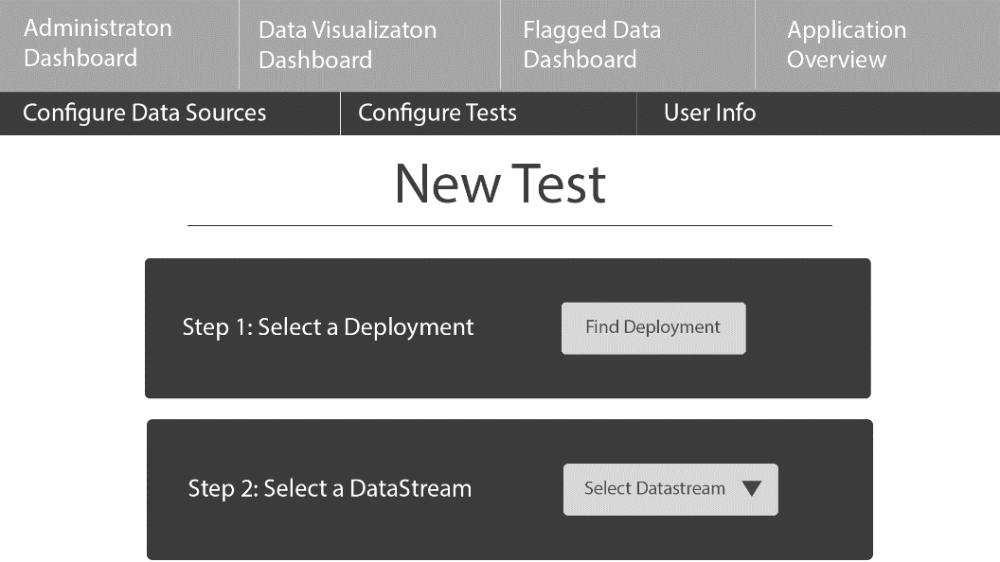 Administraton
Dashboard
Data Visualizaton
Dashboard
Flagged Data
Dashboard
Application
Overview
Configure Data Sources
Configure Tests
User Info
New Test
Step 1: Select a Deployment
Find Deployment
Step 2: Select a DataStream
Select Datastream